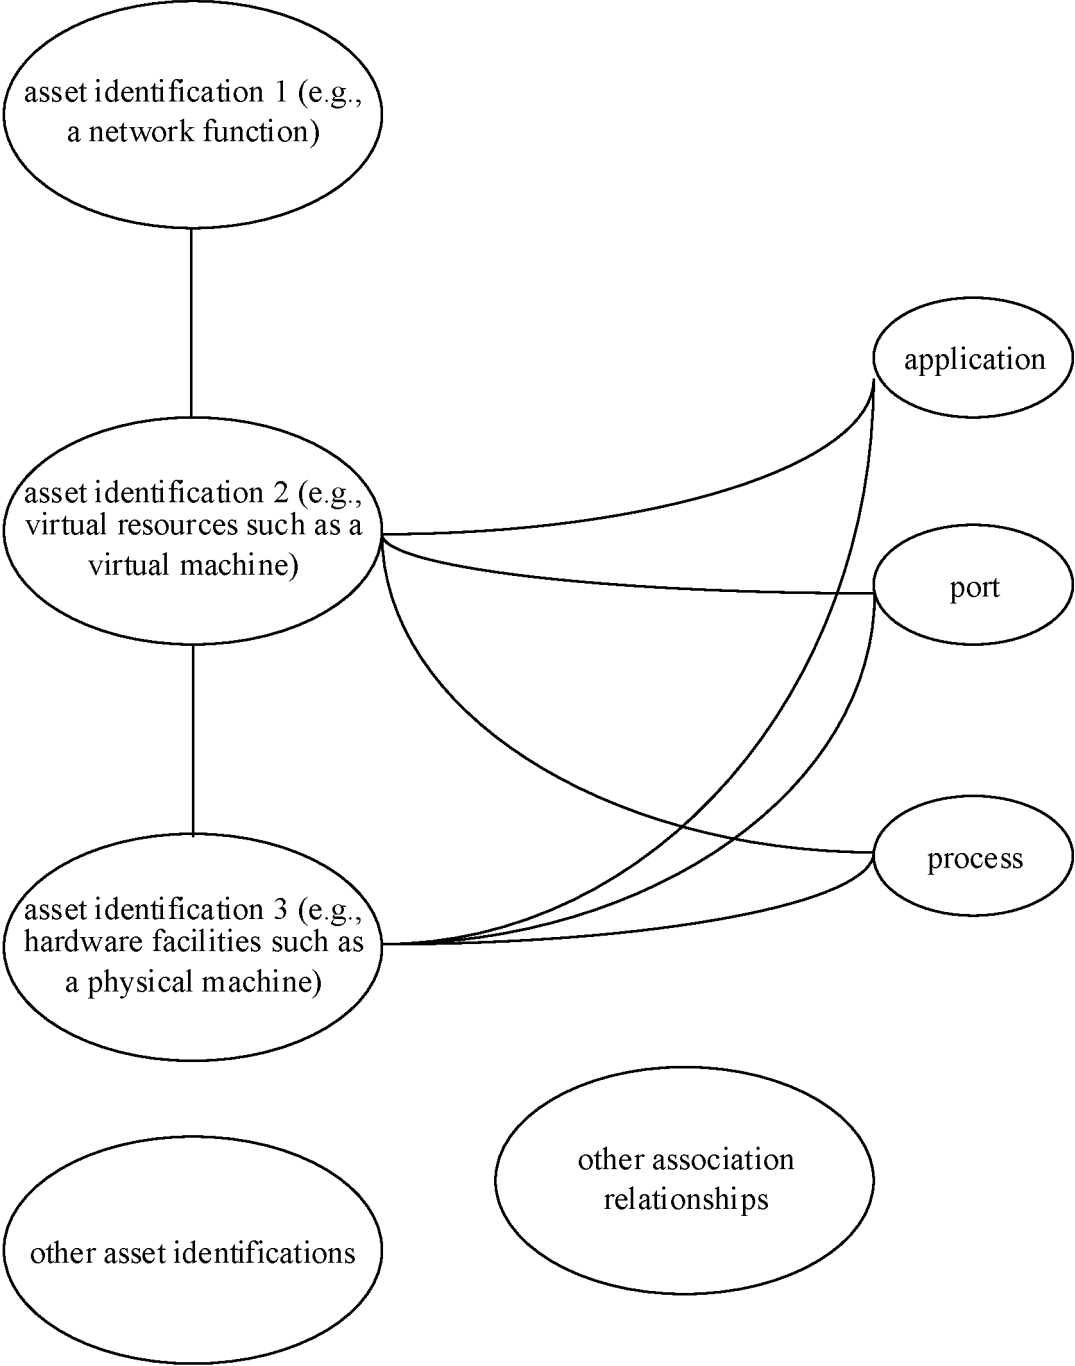 asset identification 1 (e.g.,
a network function)
application
asset identification 2 (e.g.,
virtual resources such as a
virtual machine)
port
process
asset identification 3 (e.g.,
hardware facilities such as
a physical machine)
other association
relationships
other asset identifications